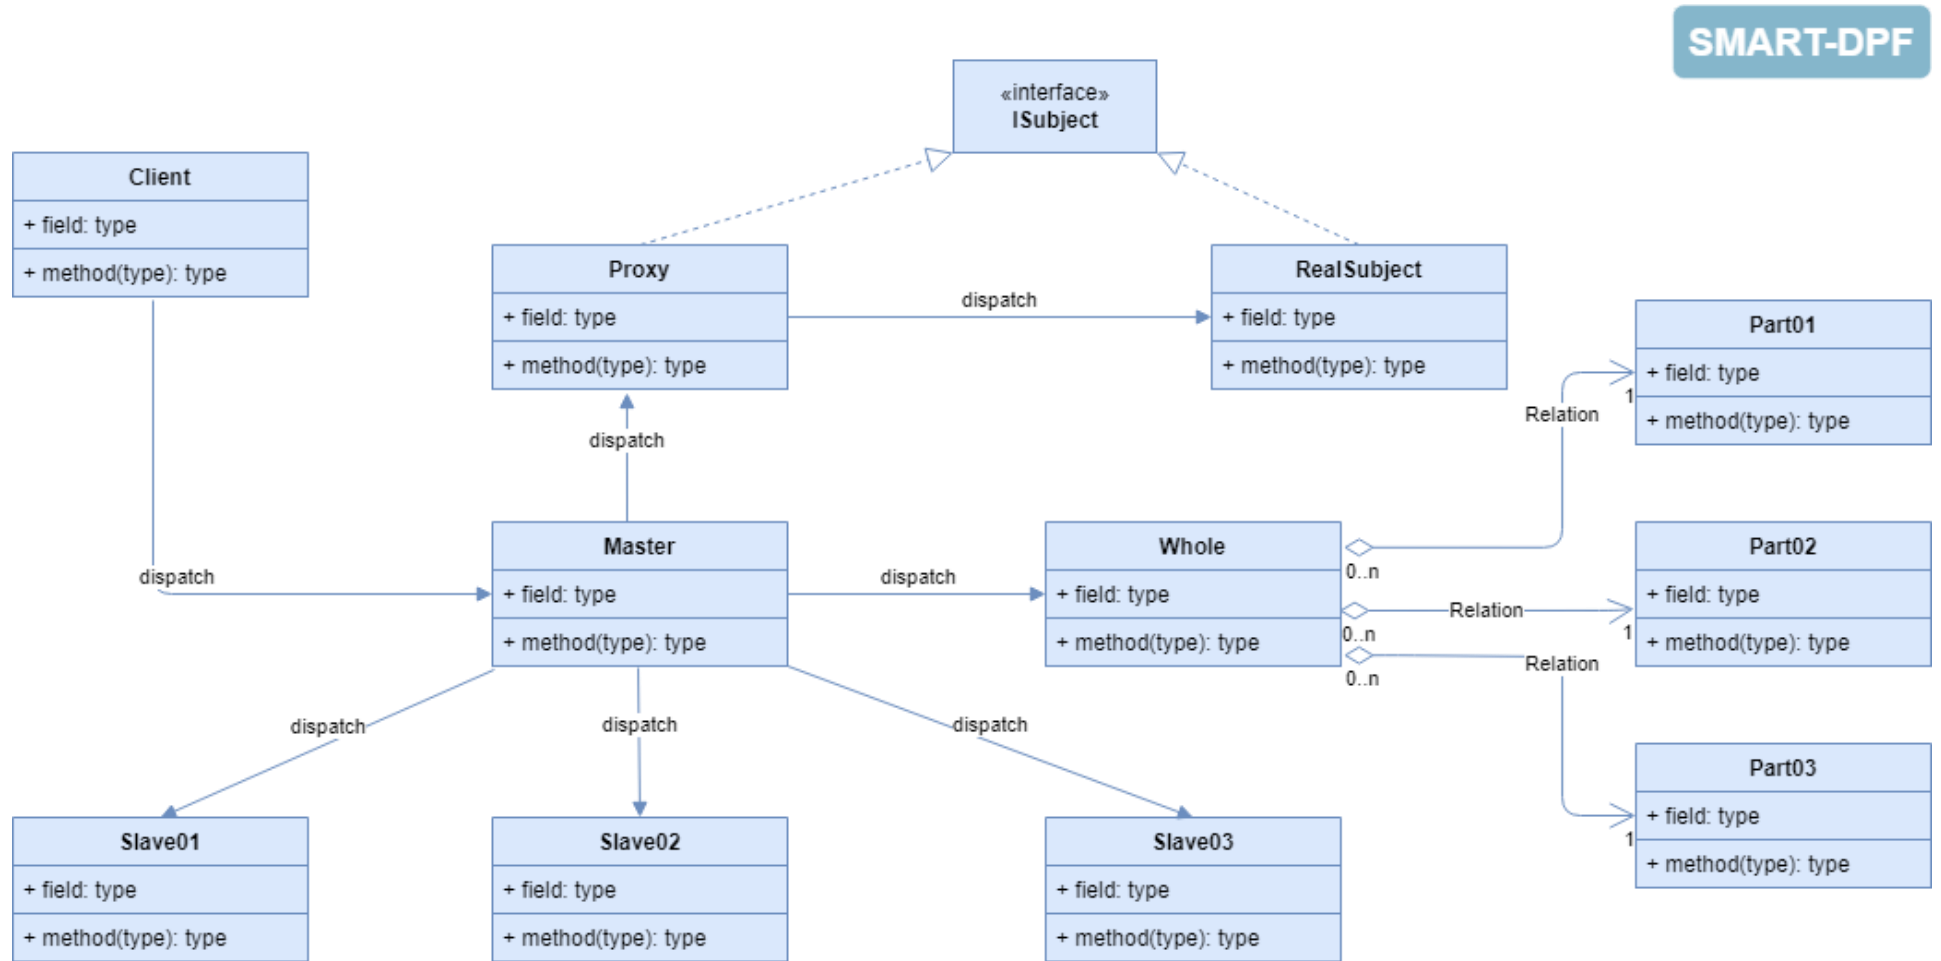 SMART-DPF
«interface»
ISubject
Client
+ field: type
+ method(type): type
Proxy
+ field: type
+ method(type): type
dispatch
RealSubject
+ field: type
+ method(type): type
Part01
+ field: type
+ method(type): type
1
Relation
dispatch
Master
+ field: type
+ method(type): type
dispatch
dispatch
Whole
+ field: type
+ method(type): type
0..n
Relation
0..n
Relation
0..n
Part02
+ field: type
+ method(type): type
1
dispatch
dispatch
dispatch
Part03
+ field: type
+ method(type): type
1
Slave01
+ field: type
+ method(type): type
Slave02
+ field: type
+ method(type): type
Slave03
+ field: type
+ method(type): type